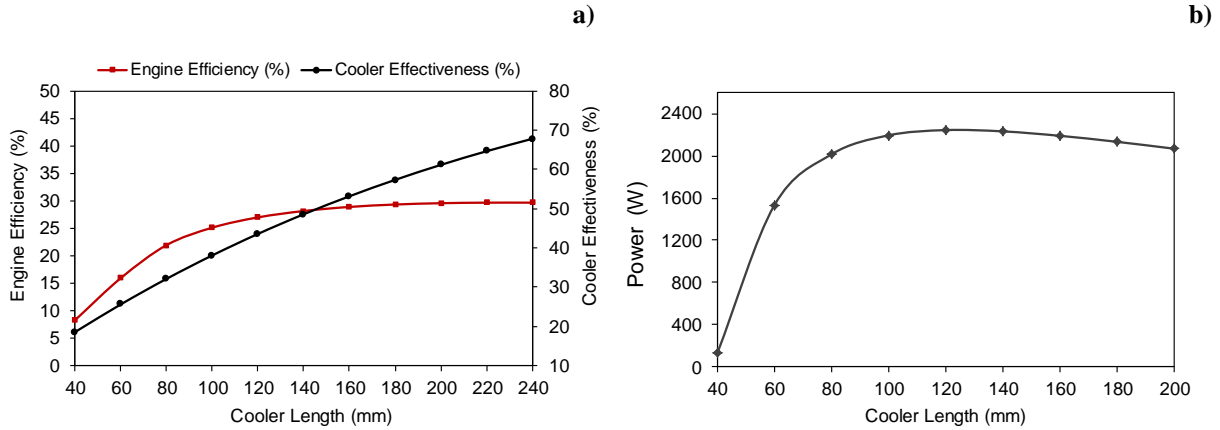 a)
Engine Efficiency (%) Cooler Effectiveness (%)
50
45
40
35
30
25
20
15
10
5
0
Engine Efficiency (%)
80
70
60
50
40
30
20
10
Cooler Effectiveness (%)
40 60 80 100 120 140 160 180 200 220 240
Cooler Length (mm)
b)
2400
2000
1600
1200
800
400
0
Power (W)
40 60 80 100 120 140 160 180 200
Cooler Length (mm)